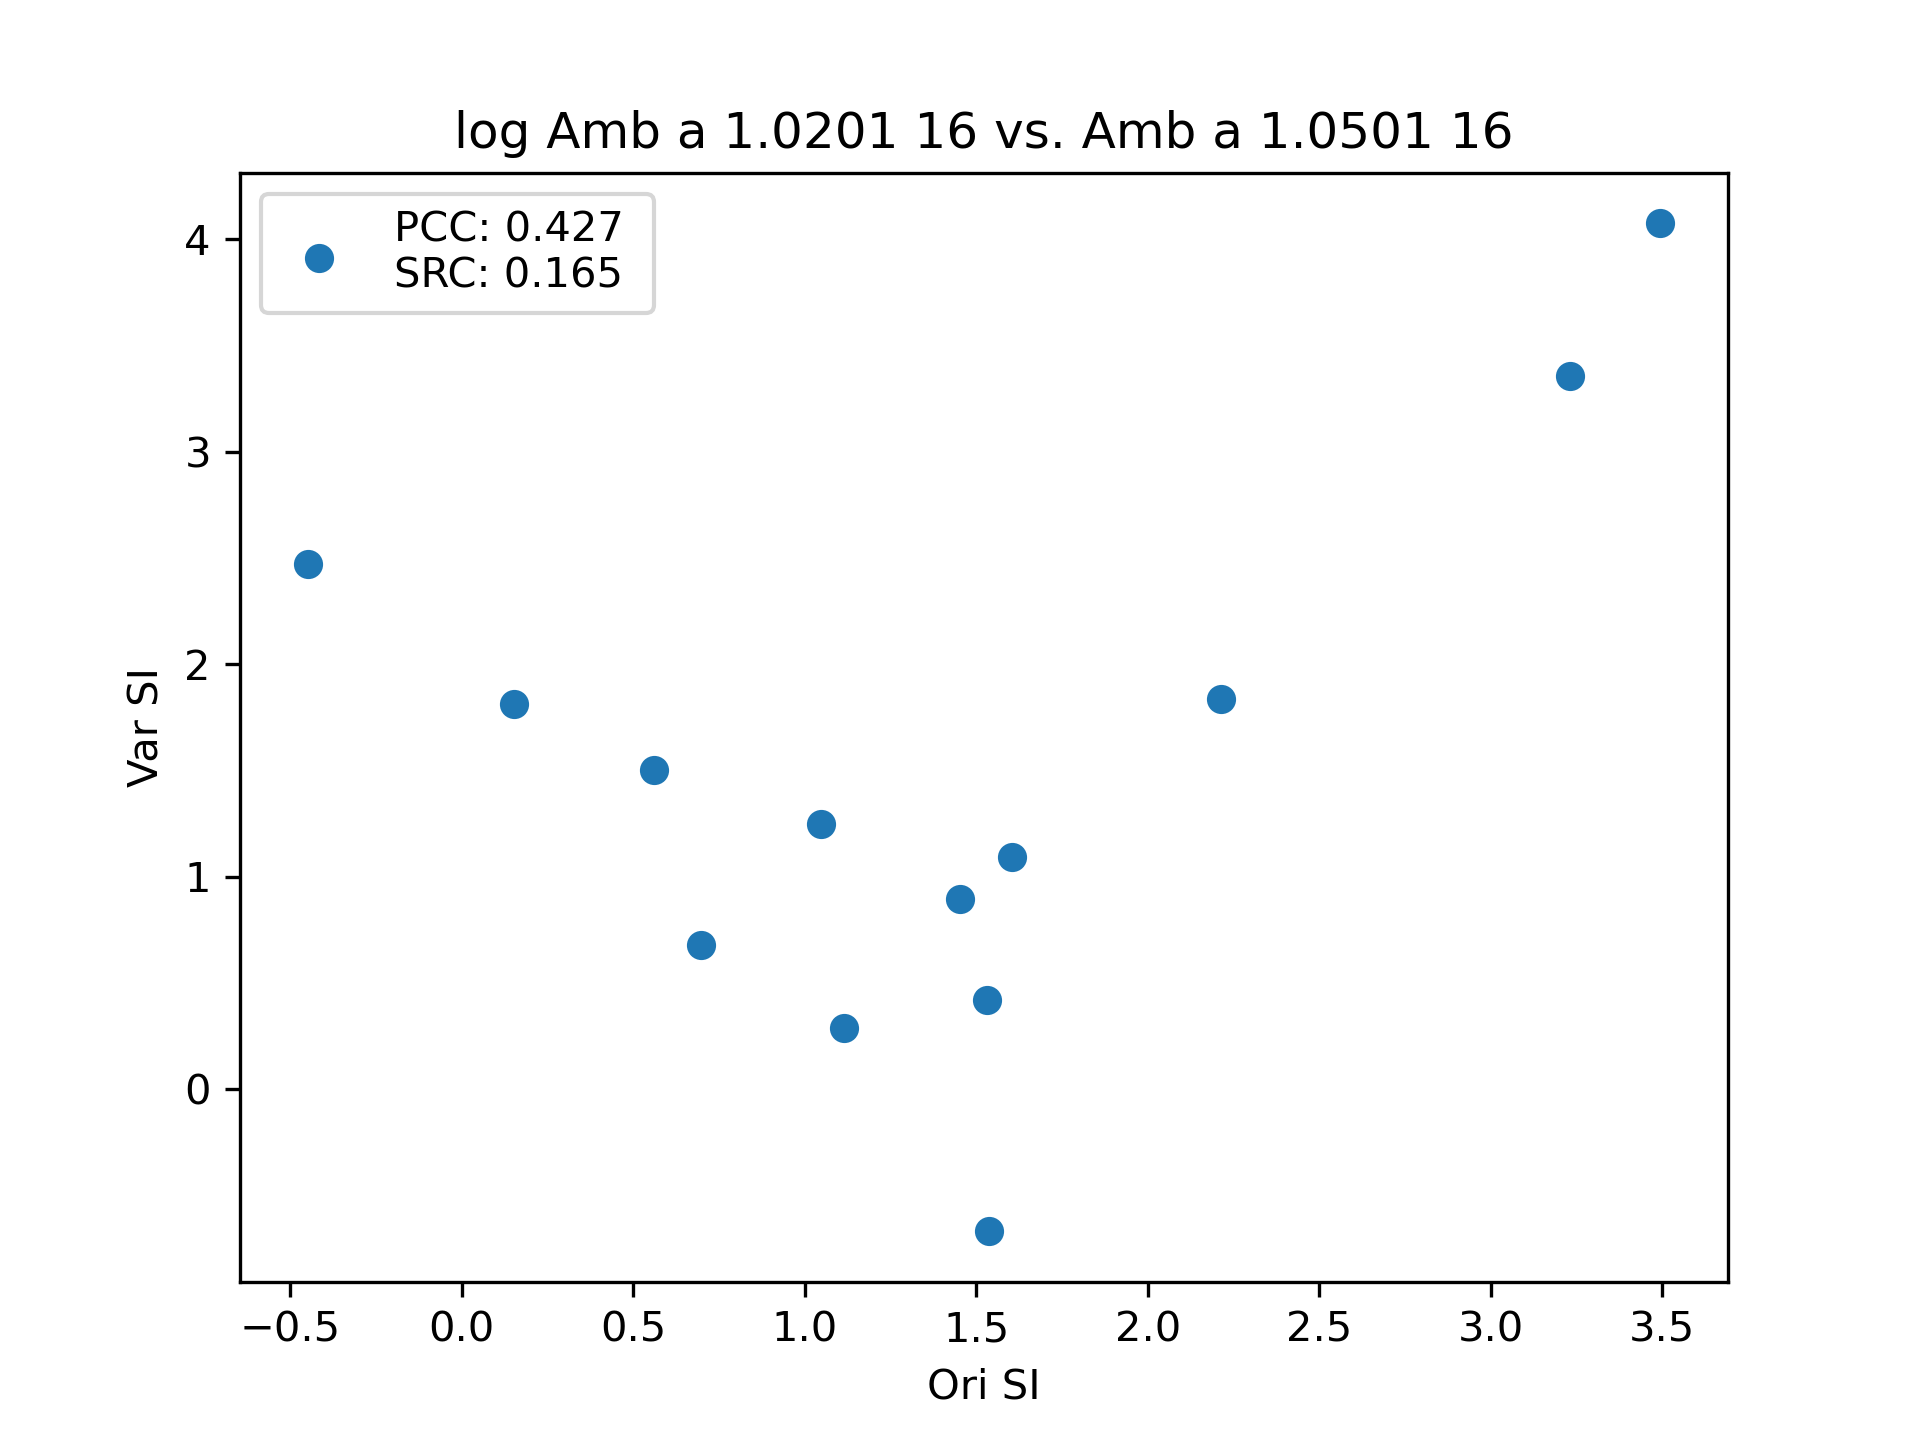 log Amb a 1.0201 16 vs. Amb a 1.0501 16
PCC: 0.427
SRC: 0.165
4
3
2
1
0
Var SI
−0.5 0.0 0.5 1.0 1.5 2.0 2.5 3.0 3.5
Ori SI